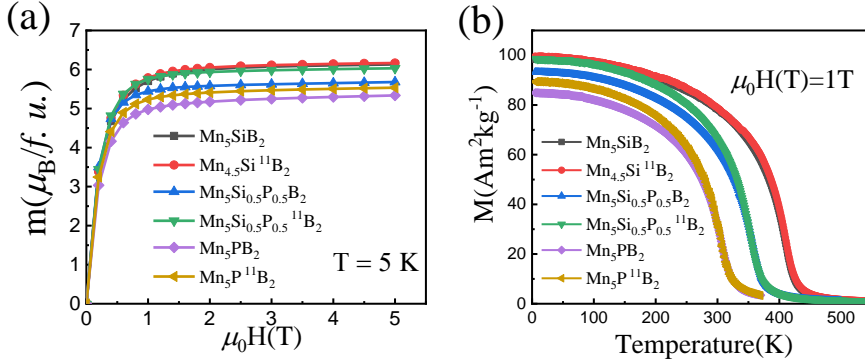 (a)
m(μB/f. u.)
7
6
5
4
3
2
1
0
Mn5SiB2
Mn4.5Si 11B2
Mn5Si0.5P0.5B2
Mn5Si0.5P0.5 11B2
Mn5PB2
Mn5P 11B2
T = 5 K
0 1 2 3 4 5
μ0H(T)
(b)
M(Am2kg-1)
100
80
60
40
20
0
μ0H(T)=1T
Mn5SiB2
Mn4.5Si 11B2
Mn5Si0.5P0.5B2
Mn5Si0.5P0.5 11B2
Mn5PB2
Mn5P 11B2
0 100 200 300 400 500
Temperature(K)